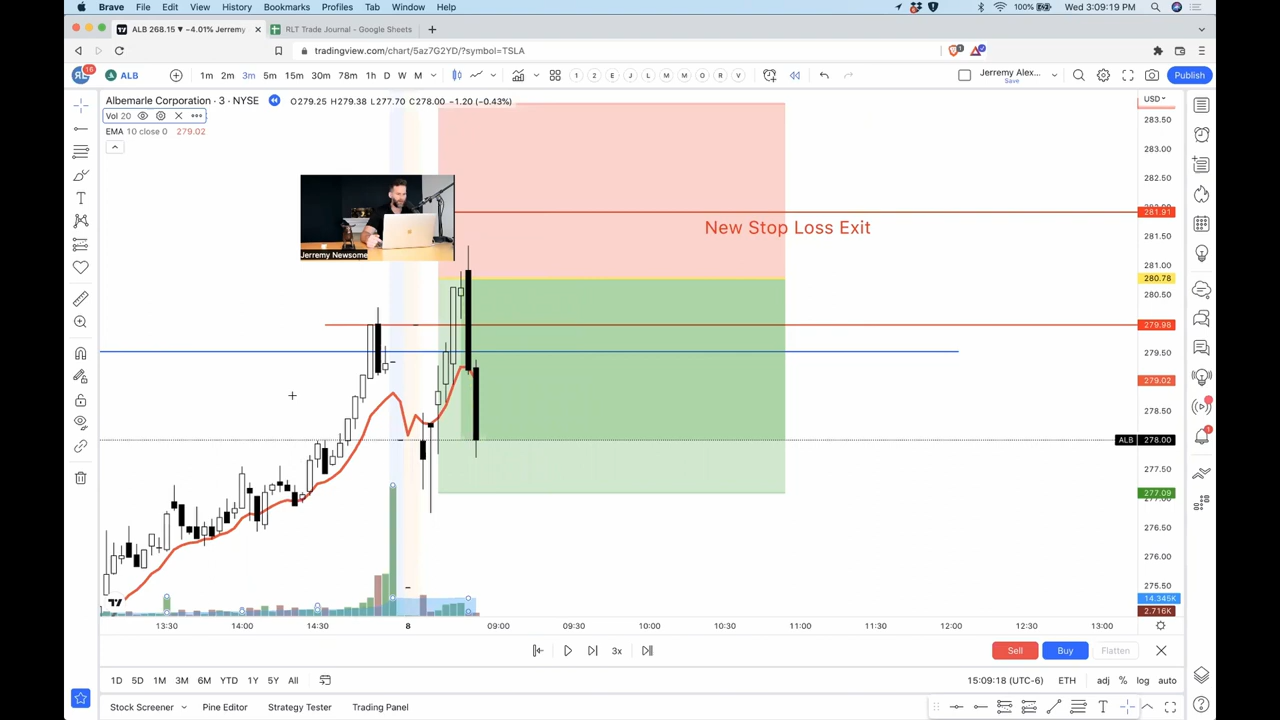 Brave File Edit View History Bookmarks Profiles Tab Window Help 100% Wed 3:09:19 PM
ALB 268.15 ▼ −4.01% Jerremy × RLT Trade Journal - Google Sheets +
tradingview.com/chart/5az7G2YD/?symbol=TSLA
16 ALB 1m 2m 3m 5m 15m 30m 78m 1h D W M 1 2 E J L M M O R V Jerremy Alex... Save Publish
Albemarle Corporation · 3 · NYSE O279.25 H279.38 L277.70 C278.00 −1.20 (−0.43%) USD
Vol 20
EMA 10 close 0 279.02
283.50
283.00
282.50
281.91
New Stop Loss Exit
281.50
Jerremy Newsome
281.00
280.78
280.50
279.98
279.50
279.02
278.50
ALB 278.00
277.50
277.09
276.50
276.00
275.50
14.345K
2.716K
13:30 14:00 14:30 8 09:00 09:30 10:00 10:30 11:00 11:30 12:00 12:30 13:00
3x Sell Buy Flatten
1D 5D 1M 3M 6M YTD 1Y 5Y All 15:09:18 (UTC-6) ETH adj % log auto
Stock Screener Pine Editor Strategy Tester Trading Panel